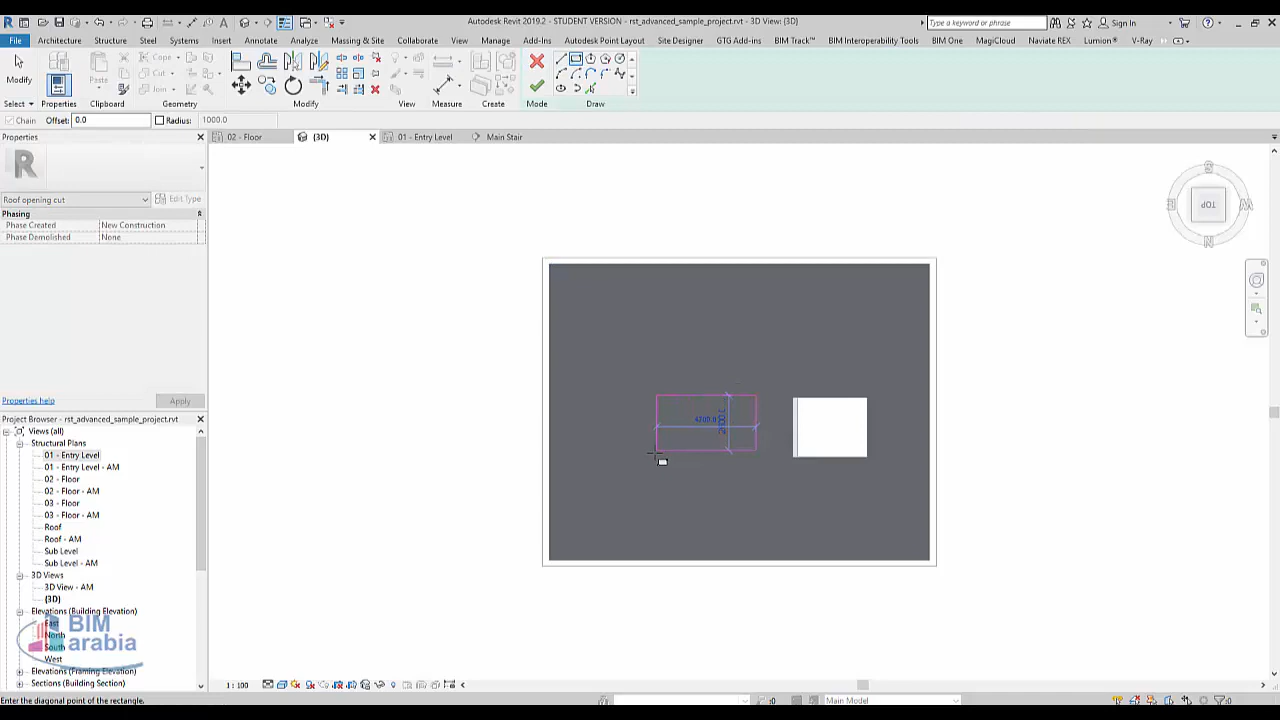 Autodesk Revit 2019.2 - STUDENT VERSION - rst_advanced_sample_project.rvt - 3D View: {3D}
Type a keyword or phrase
Sign In
File Architecture Structure Steel Systems Insert Annotate Analyze Massing & Site Collaborate View Manage Add-Ins Autodesk Point Layout Site Designer GTG Add-ins BIM Track™ BIM Interoperability Tools BIM One MagiCloud Naviate REX Lumion® V-Ray
Modify
Paste
Cope
Cut
Join
Select Properties Clipboard Geometry Modify View Measure Create Mode Draw
Chain Offset: 0.0 Radius: 1000.0
Properties
02 - Floor {3D} 01 - Entry Level Main Stair
Roof opening cut Edit Type
Phasing
Phase Created New Construction
Phase Demolished None
TOP
S
N
Properties help Apply
Project Browser - rst_advanced_sample_project.rvt
Views (all)
Structural Plans
01 - Entry Level
01 - Entry Level - AM
02 - Floor
02 - Floor - AM
03 - Floor
03 - Floor - AM
Roof
Roof - AM
Sub Level
Sub Level - AM
3D Views
3D View - AM
{3D}
Elevations (Building Elevation)
East
North
South
West
Elevations (Framing Elevation)
Sections (Building Section)
BIM
arabia
1 : 100
Enter the diagonal point of the rectangle.
:0
Main Model
:0